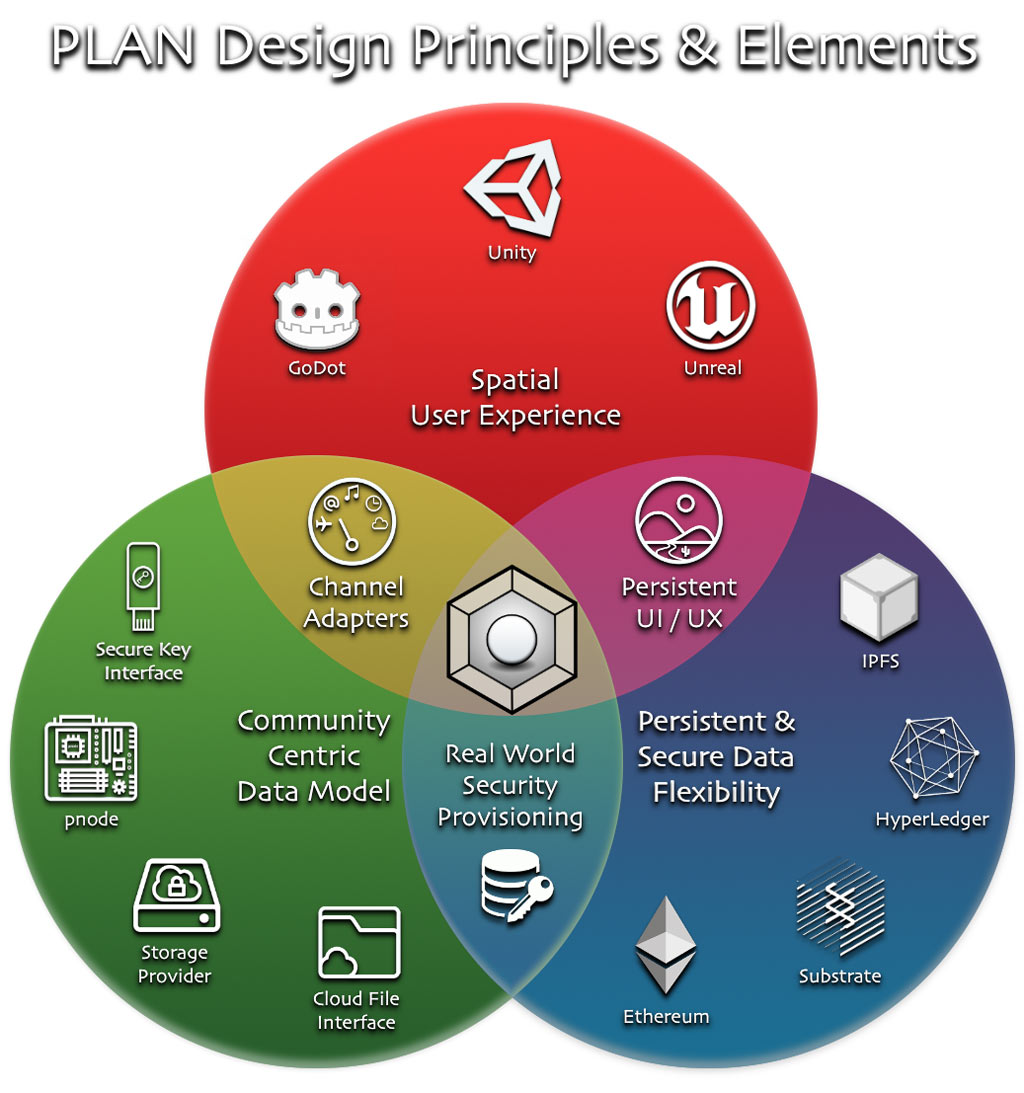 PLAN Design Principles & Elements
Unity
GoDot
Unreal
Spatial
User Experience
Channel
Adapters
Persistent
UI / UX
Secure Key
Interface
IPFS
Community
Centric
Data Model
Real World
Security
Provisioning
Persistent &
Secure Data
Flexibility
pnode
HyperLedger
Storage
Provider
Cloud File
Interface
Ethereum
Substrate